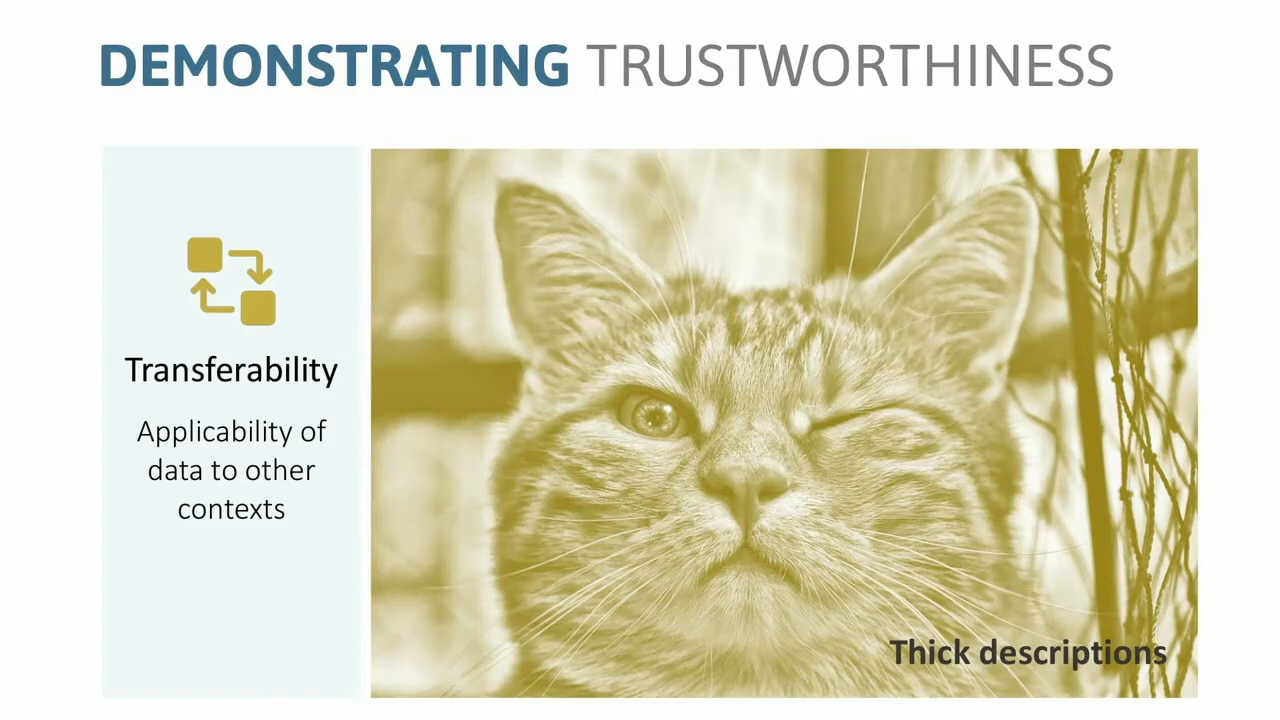 DEMONSTRATING TRUSTWORTHINESS
Transferability
Applicability of
data to other
contexts
Thick descriptions